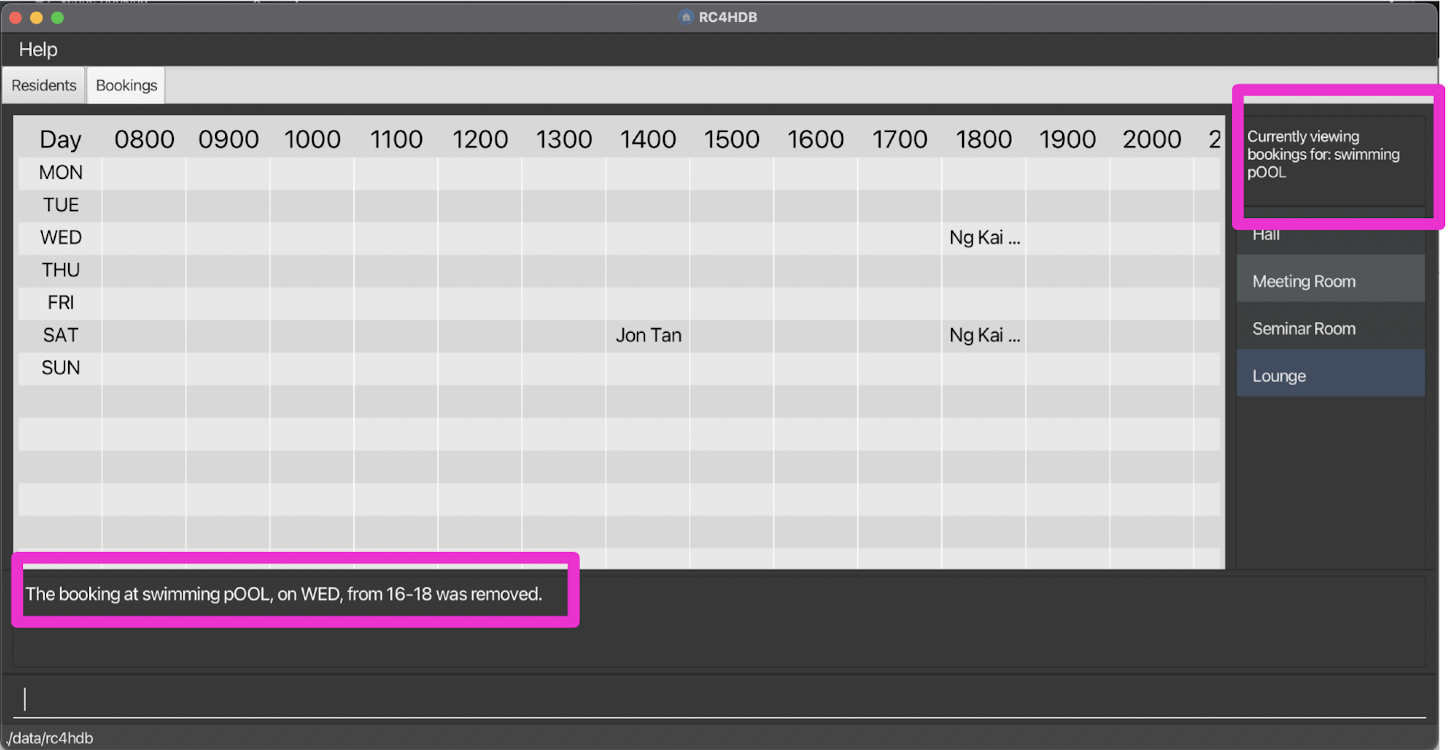 RC4HDB
Help
Residents Bookings
Day 0800 0900 1000 1100 1200 1300 1400 1500 1600 1700 1800 1900 2000 2
MON
TUE
WED Ng Kai ...
THU
FRI
SAT Jon Tan Ng Kai ...
SUN
Currently viewing
bookings for: swimming
pOOL
Hall
Meeting Room
Seminar Room
Lounge
The booking at swimming pOOL, on WED, from 16-18 was removed.
./data/rc4hdb